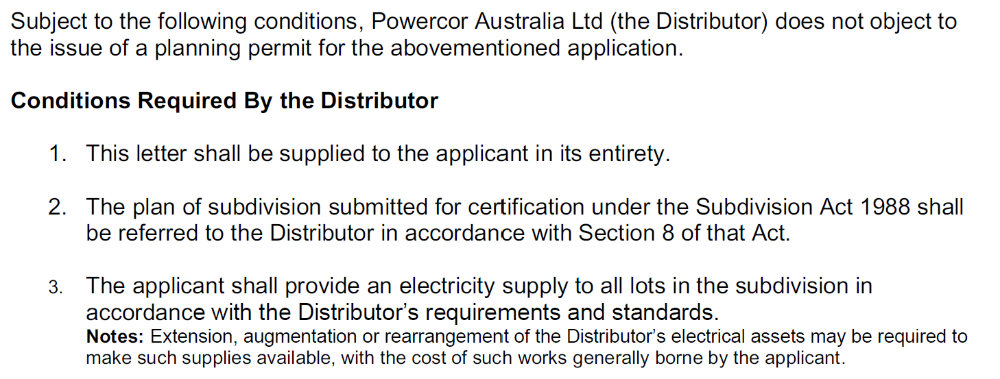 Subject to the following conditions, Powercor Australia Ltd (the Distributor) does not object to
the issue of a planning permit for the abovementioned application.
Conditions Required By the Distributor
1. This letter shall be supplied to the applicant in its entirety.
2. The plan of subdivision submitted for certification under the Subdivision Act 1988 shall
be referred to the Distributor in accordance with Section 8 of that Act.
3. The applicant shall provide an electricity supply to all lots in the subdivision in
accordance with the Distributor’s requirements and standards.
Notes: Extension, augmentation or rearrangement of the Distributor’s electrical assets may be required to
make such supplies available, with the cost of such works generally borne by the applicant.